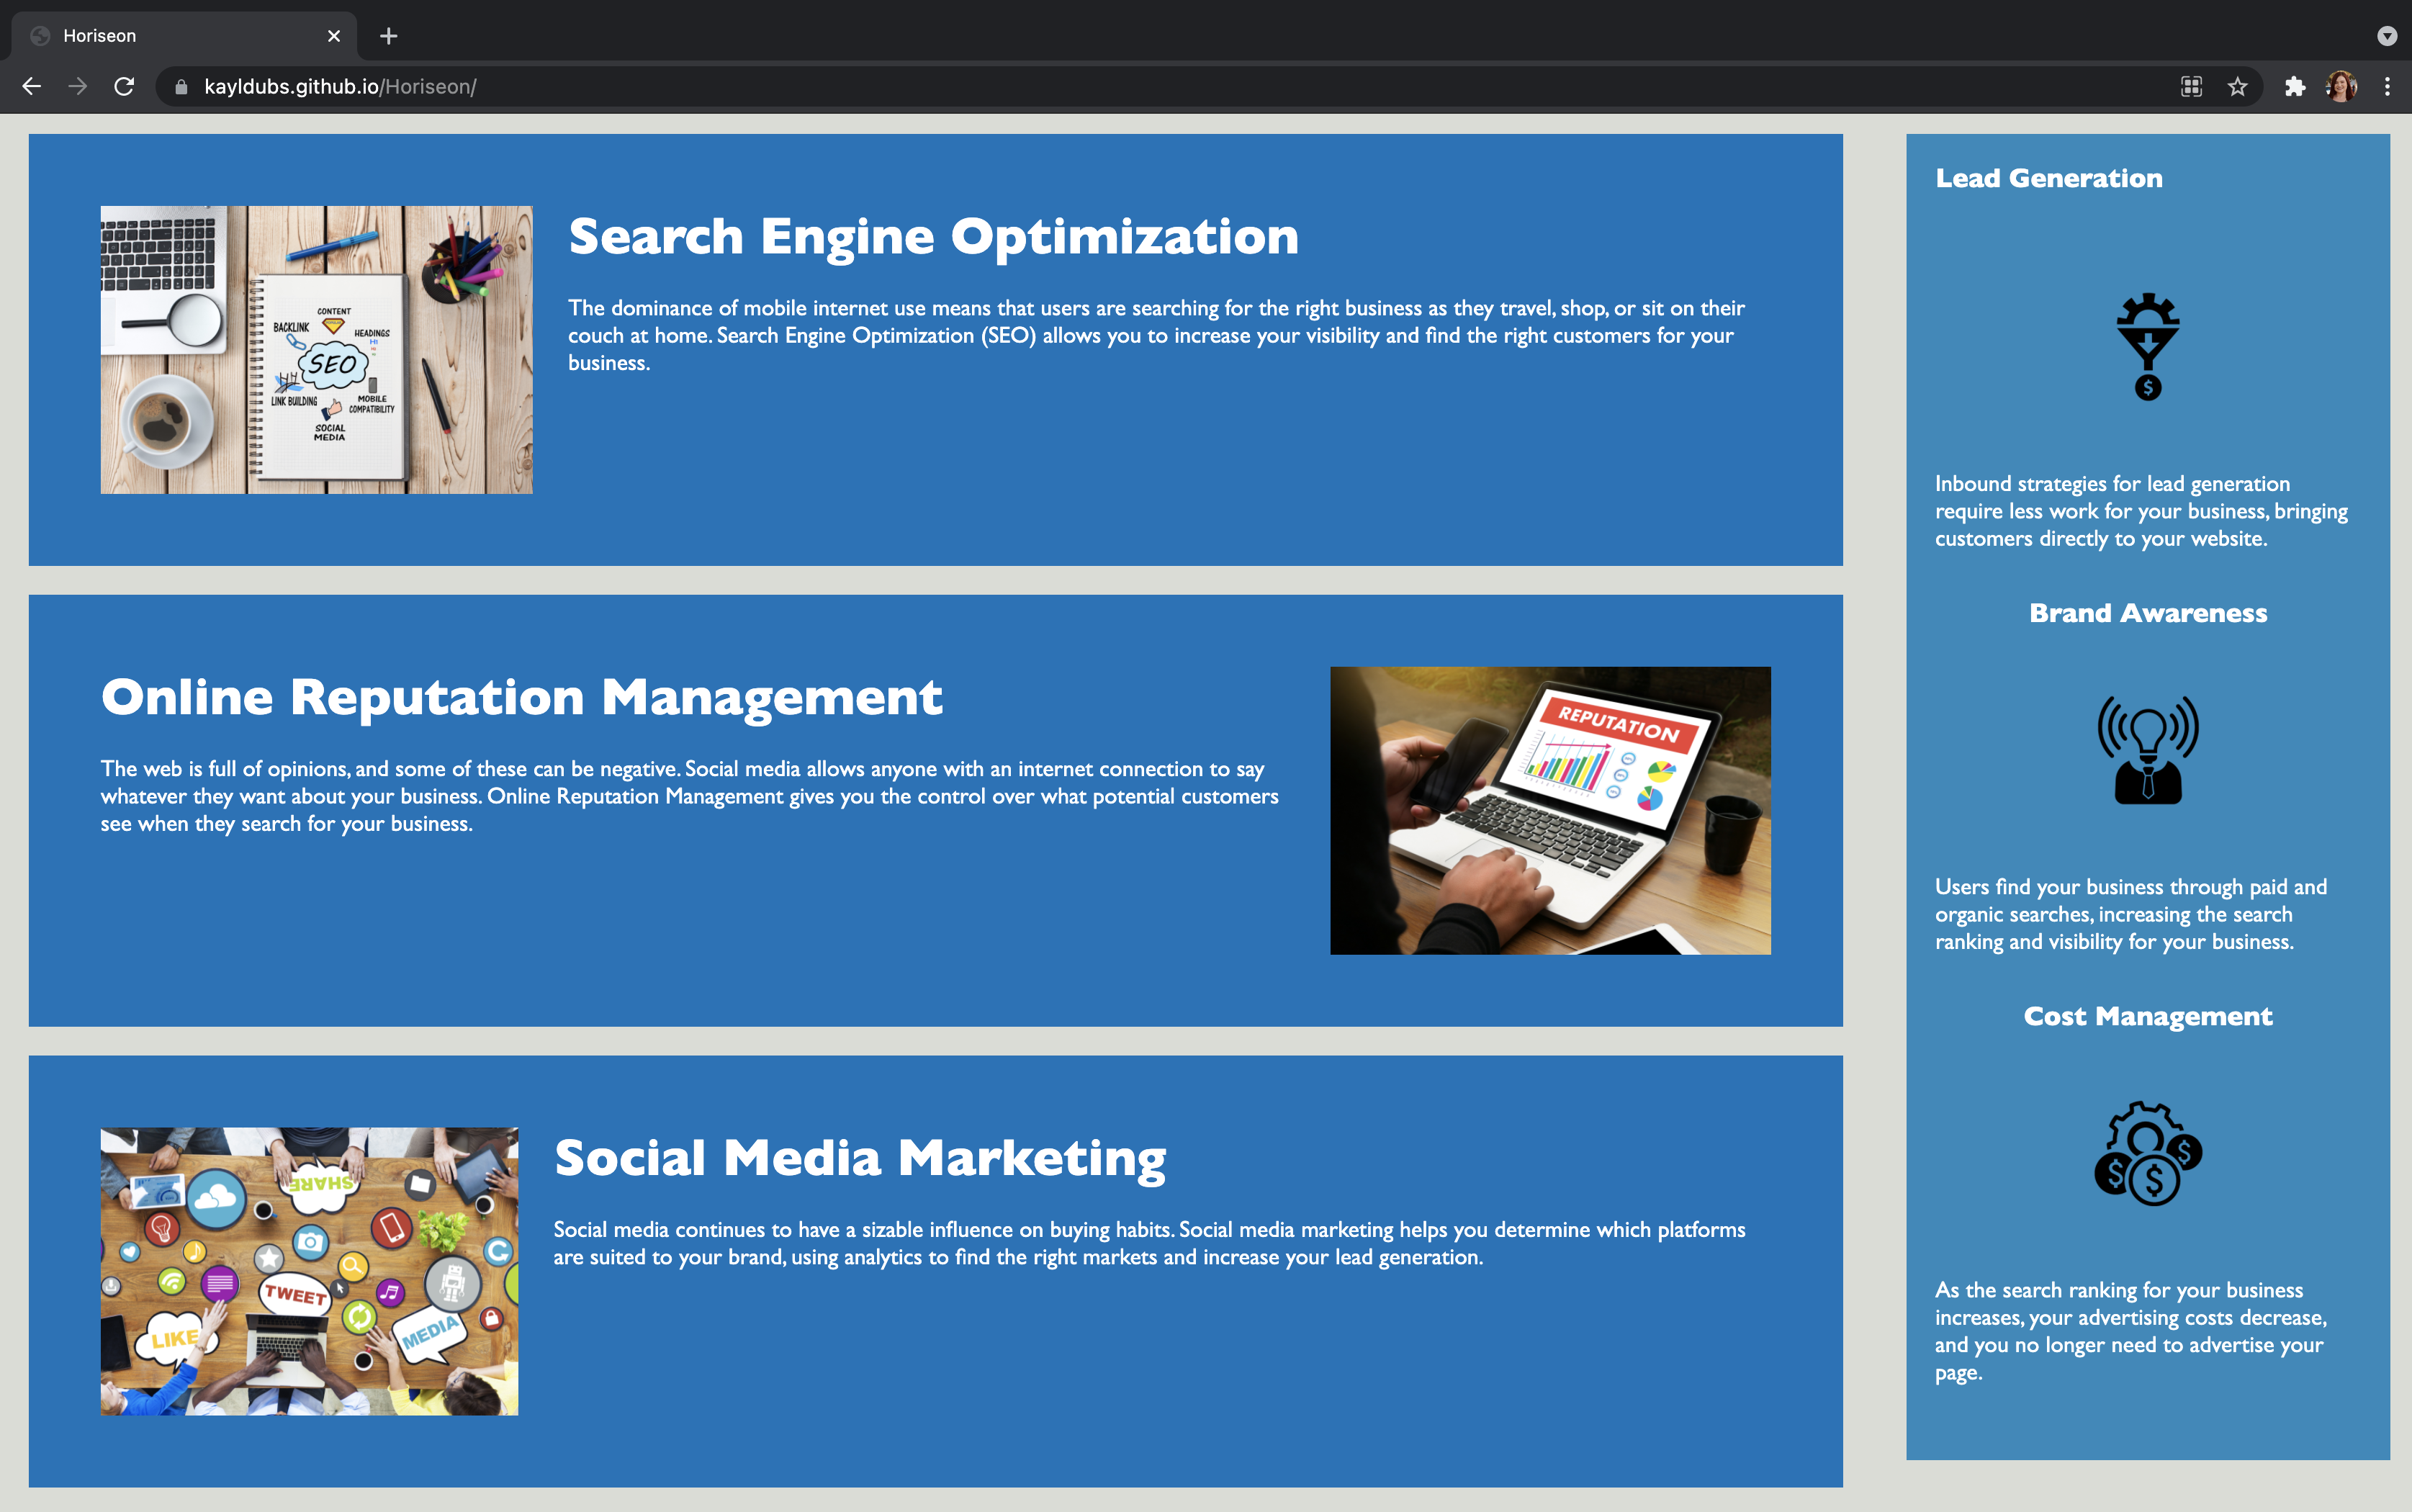 Horiseon
kayldubs.github.io/Horiseon/
Search Engine Optimization
The dominance of mobile internet use means that users are searching for the right business as they travel, shop, or sit on their
couch at home. Search Engine Optimization (SEO) allows you to increase your visibility and find the right customers for your
business.
CONTENT
BACKLINK
HEADINGS
H1
SEO
LINK BUILDING
MOBILE
COMPATIBILITY
SOCIAL
MEDIA
Online Reputation Management
The web is full of opinions, and some of these can be negative. Social media allows anyone with an internet connection to say
whatever they want about your business. Online Reputation Management gives you the control over what potential customers
see when they search for your business.
REPUTATION
Social Media Marketing
Social media continues to have a sizable influence on buying habits. Social media marketing helps you determine which platforms
are suited to your brand, using analytics to find the right markets and increase your lead generation.
SHARE
TWEET
LIKE
MEDIA
Lead Generation
$
Inbound strategies for lead generation
require less work for your business, bringing
customers directly to your website.
Brand Awareness
Users find your business through paid and
organic searches, increasing the search
ranking and visibility for your business.
Cost Management
$
$ $
As the search ranking for your business
increases, your advertising costs decrease,
and you no longer need to advertise your
page.